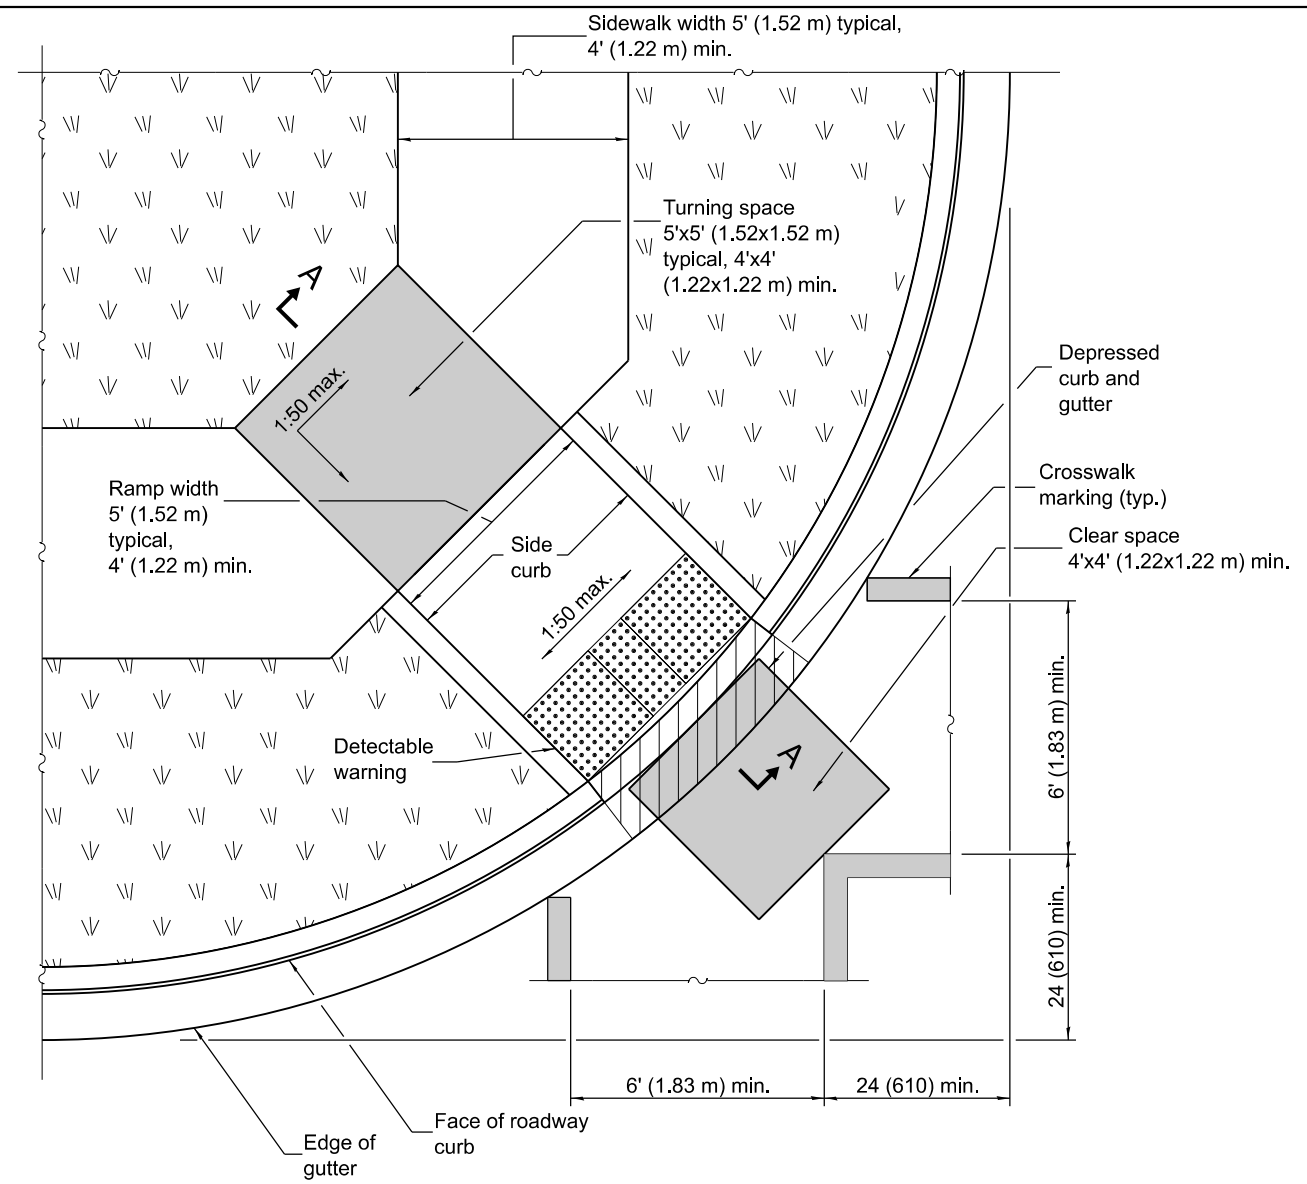 Sidewalk width 5' (1.52 m) typical,
4' (1.22 m) min.
Turning space
5'x5' (1.52x1.52 m)
typical, 4'x4'
(1.22x1.22 m) min.
A
1:50 max.
Depressed
curb and
gutter
Crosswalk
marking (typ.)
Clear space
4'x4' (1.22x1.22 m) min.
Ramp width
5' (1.52 m)
typical,
4' (1.22 m) min.
Side
curb
1:50 max.
Detectable
warning
A
6' (1.83 m) min.
24 (610) min.
6' (1.83 m) min.
24 (610) min.
Face of roadway
curb
Edge of
gutter